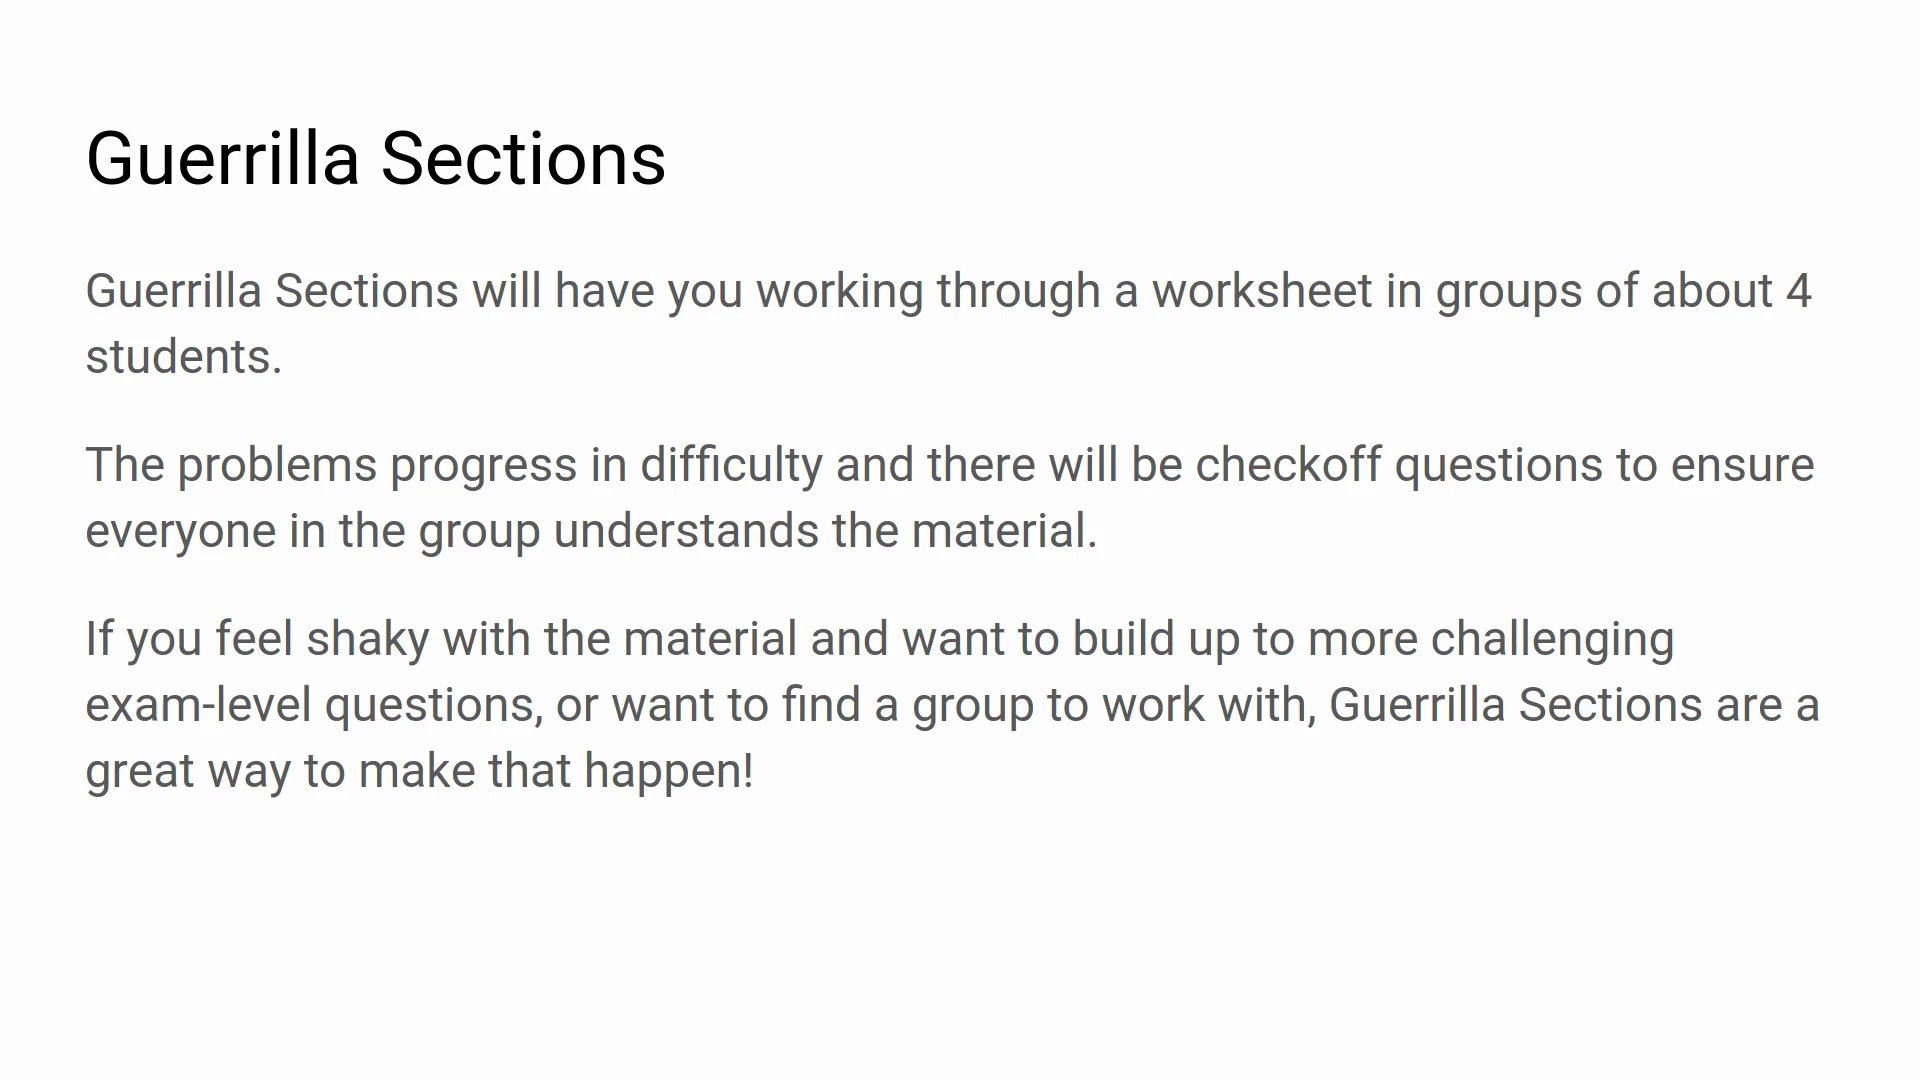 Guerrilla Sections
Guerrilla Sections will have you working through a worksheet in groups of about 4
students.
The problems progress in difficulty and there will be checkoff questions to ensure
everyone in the group understands the material.
If you feel shaky with the material and want to build up to more challenging
exam-level questions, or want to find a group to work with, Guerrilla Sections are a
great way to make that happen!